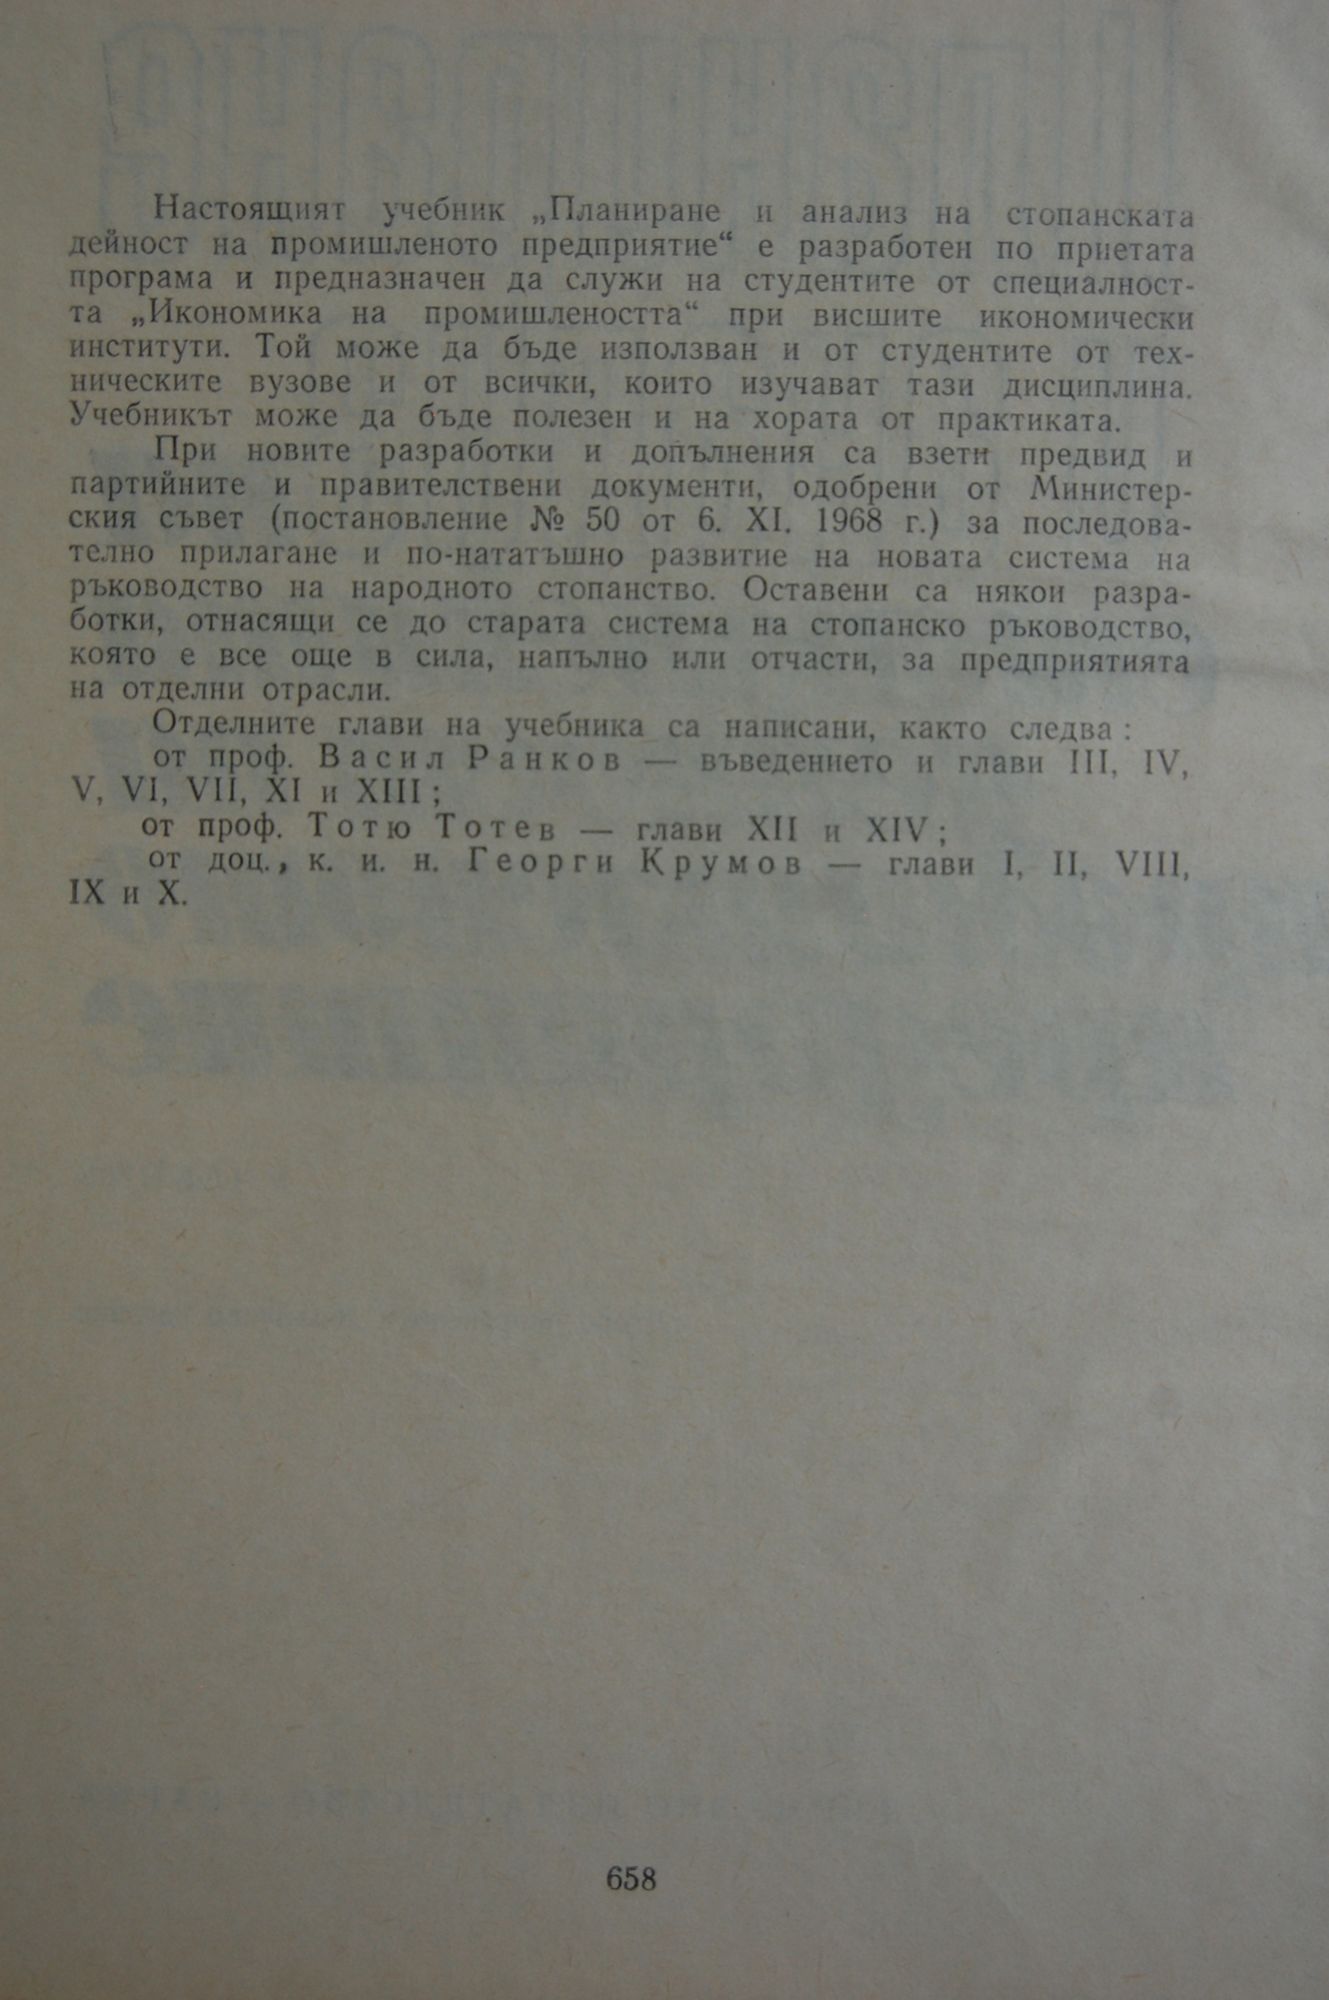 Настоящият учебник „Планиране и анализ на стопанската
дейност на промишленото предприятие“ е разработен по приетата
програма и предназначен да служи на студентите от специалност-
та „Икономика на промишлеността“ при висшите икономически
институти. Той може да бъде използван и от студентите от тех-
ническите вузове и от всички, които изучават тази дисциплина.
Учебникът може да бъде полезен и на хората от практиката.
При новите разработки и допълнения са взети предвид и
партийните и правителствени документи, одобрени от Министер-
ския съвет (постановление № 50 от 6. XI. 1968 г.) за последова-
телно прилагане и по-нататъшно развитие на новата система на
ръководство на народното стопанство. Оставени са някои разра-
ботки, отнасящи се до старата система на стопанско ръководство,
която е все още в сила, напълно или отчасти, за предприятията
на отделни отрасли.
Отделните глави на учебника са написани, както следва :
от проф. Васил Ранков — въведението и глави III, IV,
V, VI, VII, XI и XIII ;
от проф. Тотю Тотев — глави XII и XIV ;
от доц., к. и. н. Георги Крумов — глави I, II, VIII,
IX и X.
658